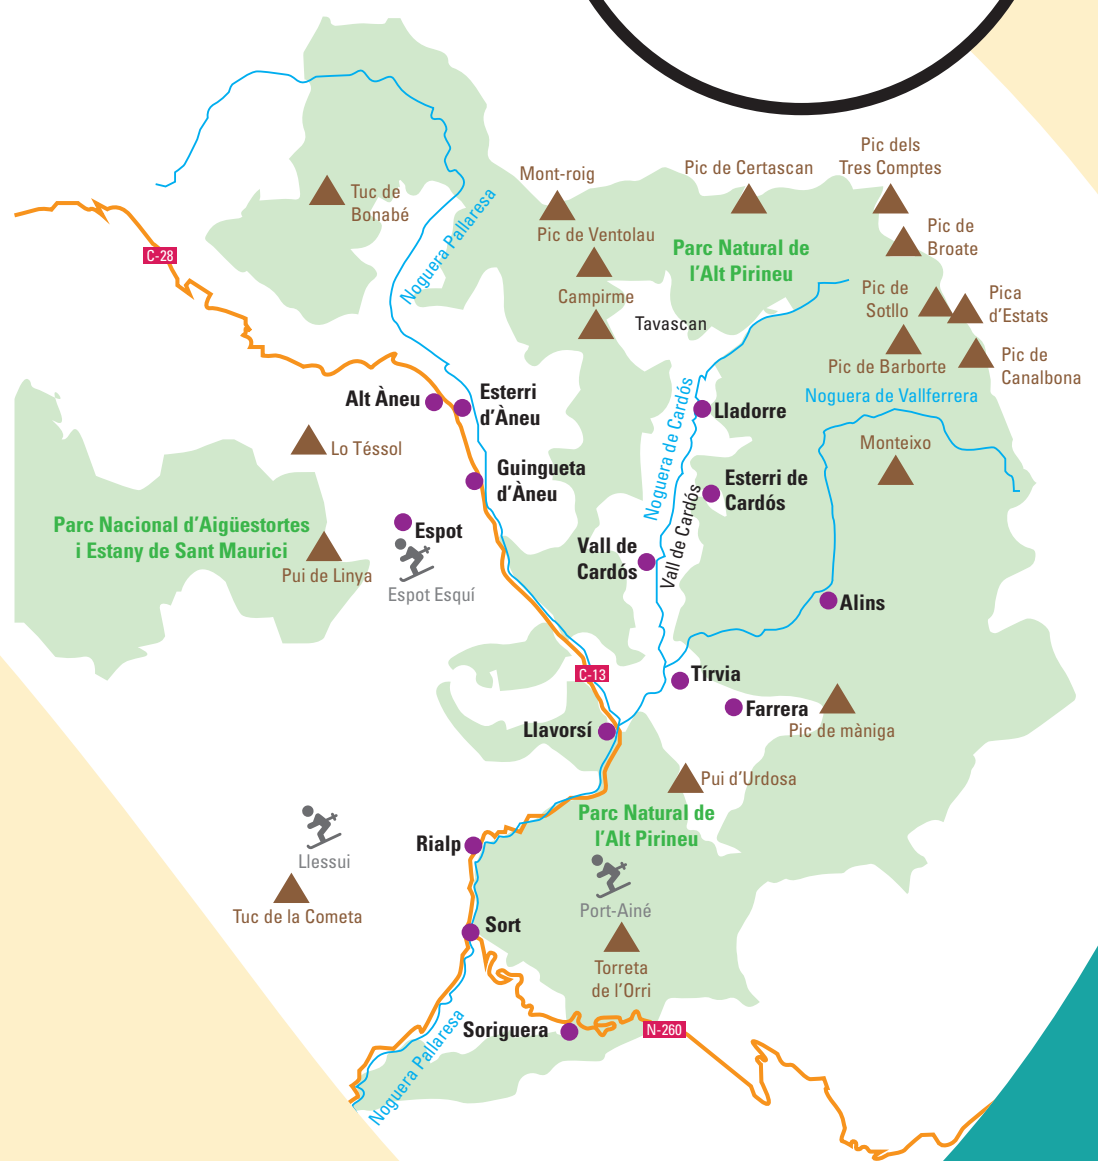 Pic dels
Tres Comptes
Mont-roig
Pic de Certascan
Tuc de
Bonabé
Noguera Pallaresa
Pic de Ventolau
Pic de
Broate
Parc Natural de
l’Alt Pirineu
C-28
Campirme
Tavascan
Pic de
Sotllo
Pica
d’Estats
Pic de Barborte
Pic de
Canalbona
Alt Àneu
Esterri
d’Àneu
Noguera de Cardós
Lladorre
Noguera de Vallferrera
Lo Téssol
Monteixo
Guingueta
d’Àneu
Esterri de
Cardós
Vall de Cardós
Parc Nacional d’Aigüestortes
i Estany de Sant Maurici
Espot
Pui de Linya
Espot Esquí
Vall de
Cardós
Alins
C-13
Tírvia
Farrera
Llavorsí
Pic de màniga
Pui d’Urdosa
Parc Natural de
l’Alt Pirineu
Rialp
Llessui
Port-Ainé
Tuc de la Cometa
Sort
Torreta
de l’Orri
Soriguera
N-260
Noguera Pallaresa